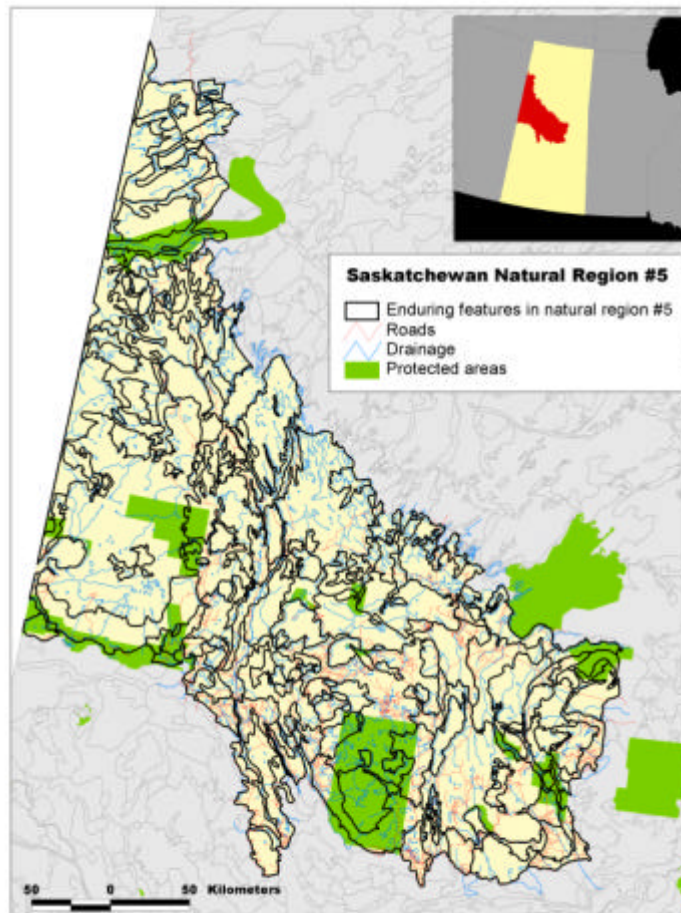 Saskatchewan Natural Region #5
Enduring features in natural region #5
Roads
Drainage
Protected areas
50 0 50 Kilometers